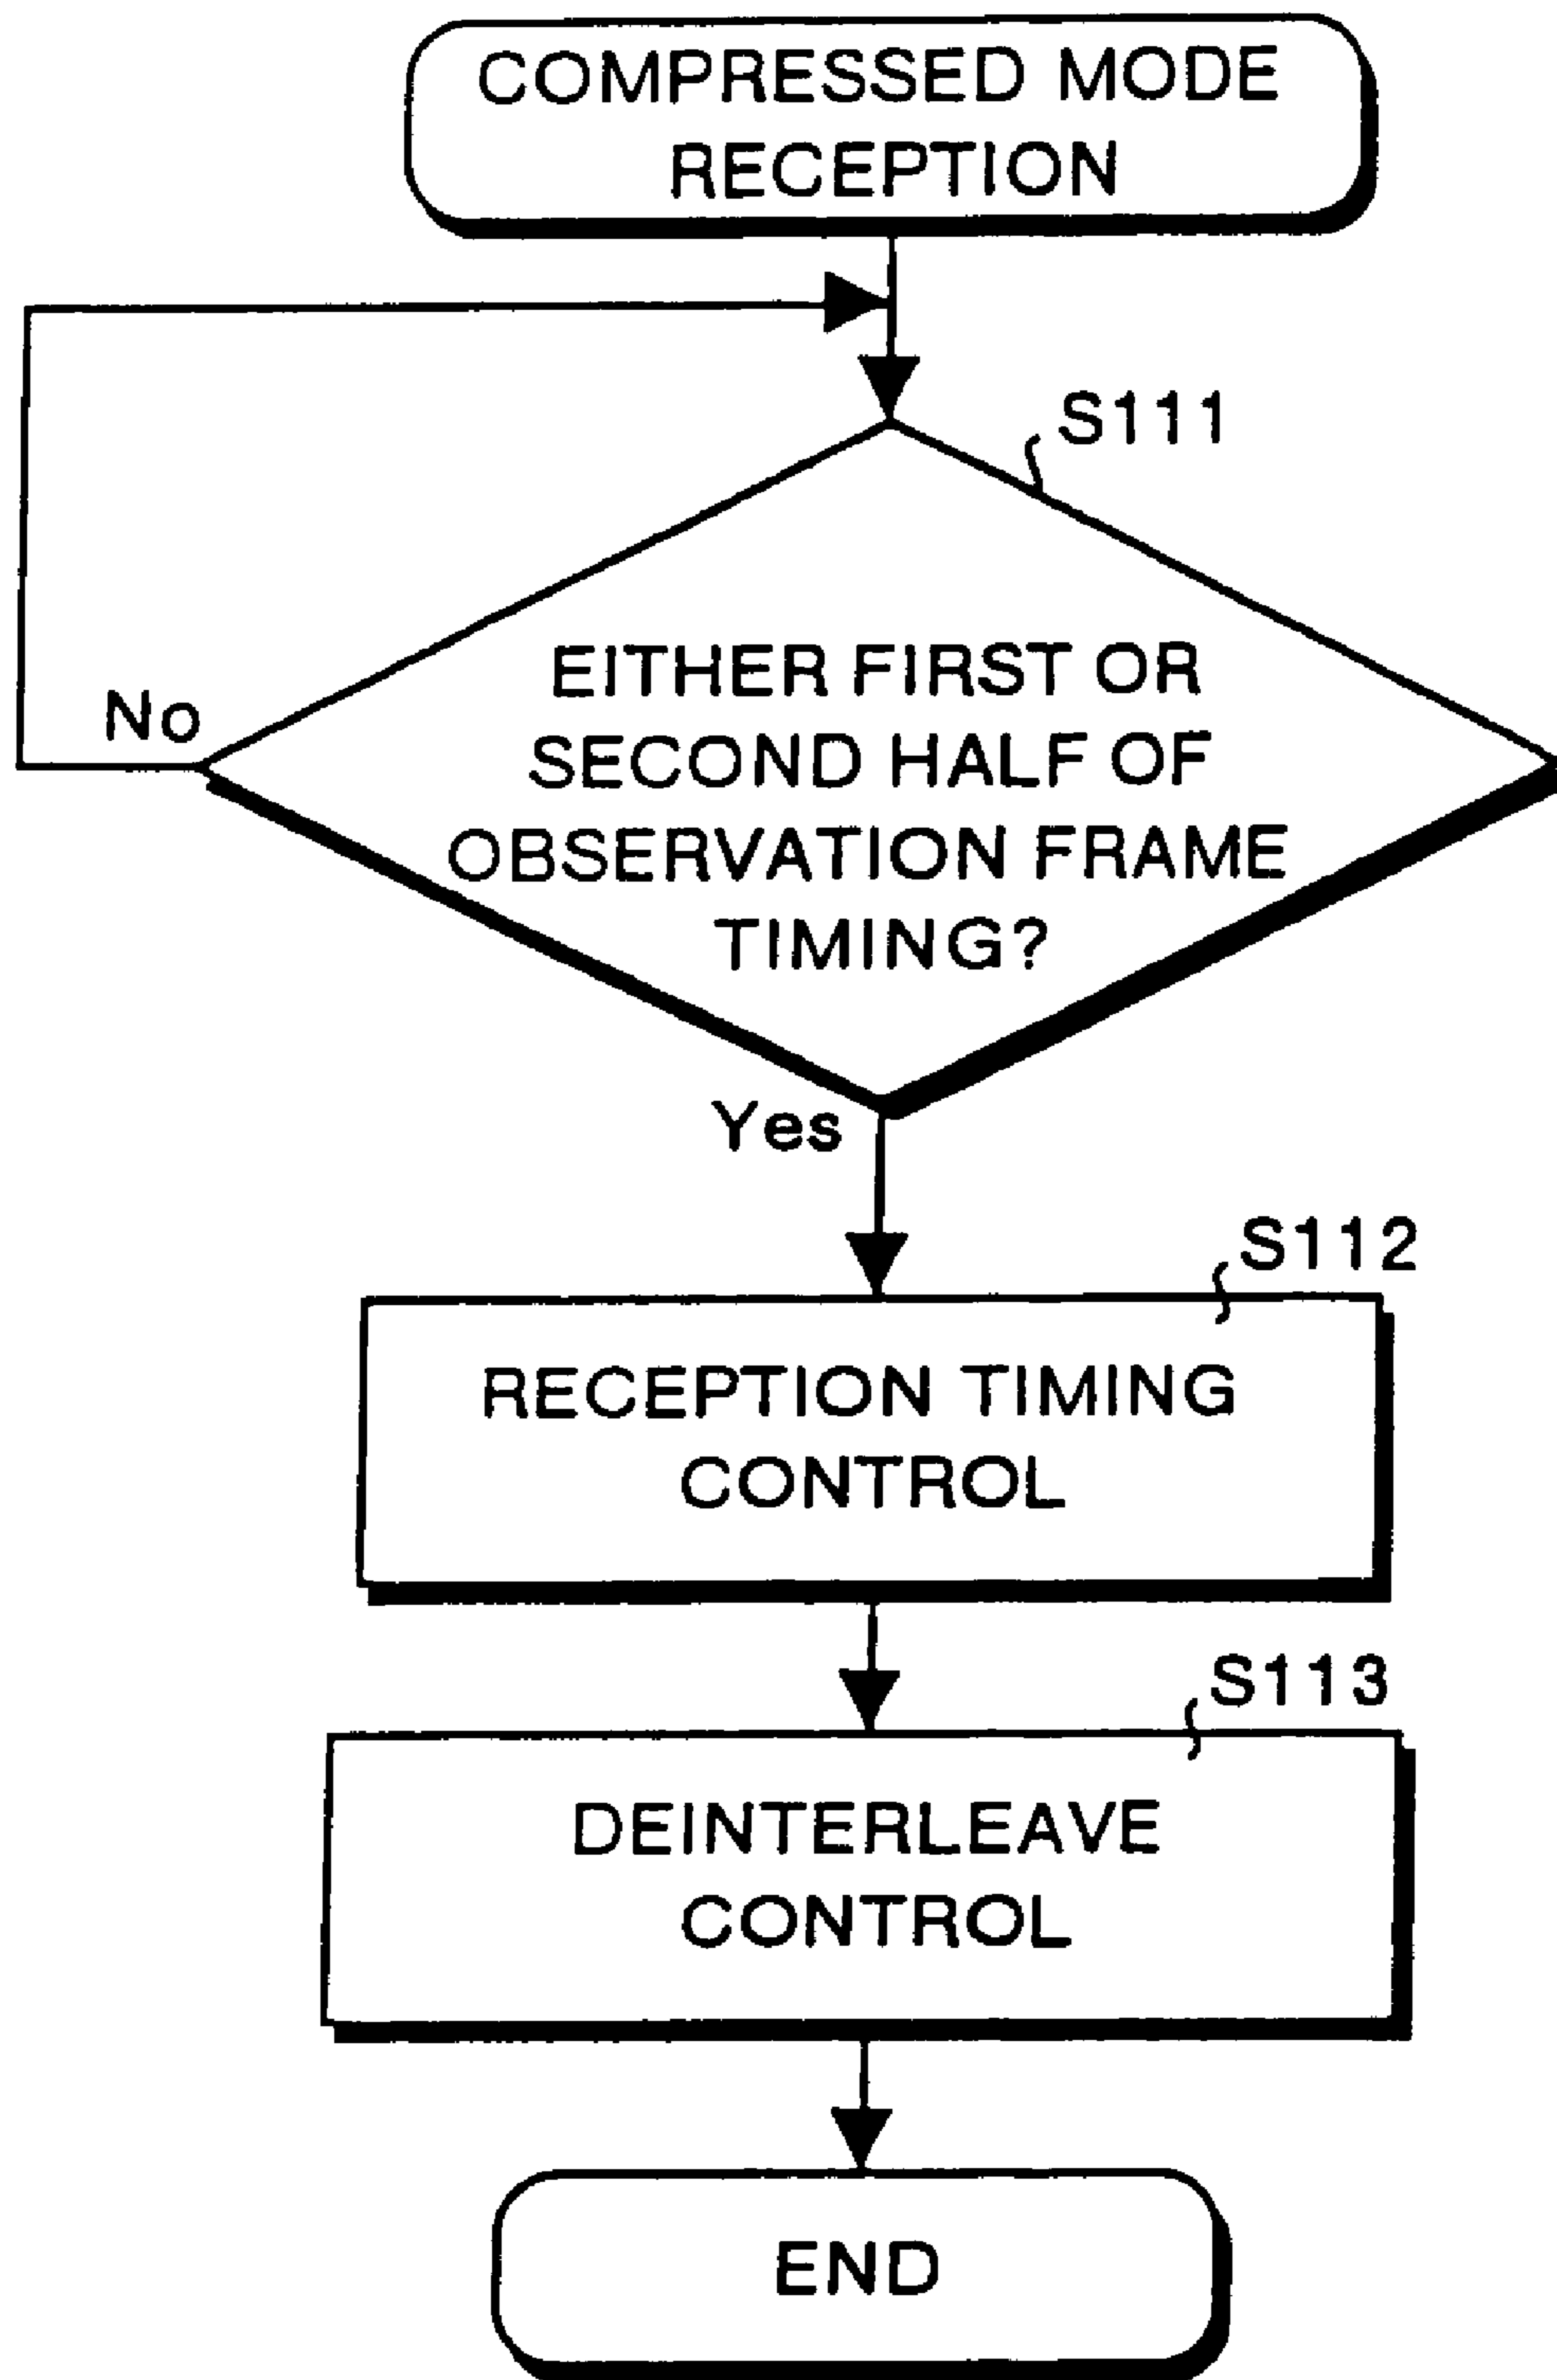 COMPRESSED MODE
RECEPTION
S111
EITHER FIRST OR
SECOND HALF OF
OBSERVATION FRAME
TIMING?
No
Yes
S112
RECEPTION TIMING
CONTROL
S113
DEINTERLEAVE
CONTROL
END